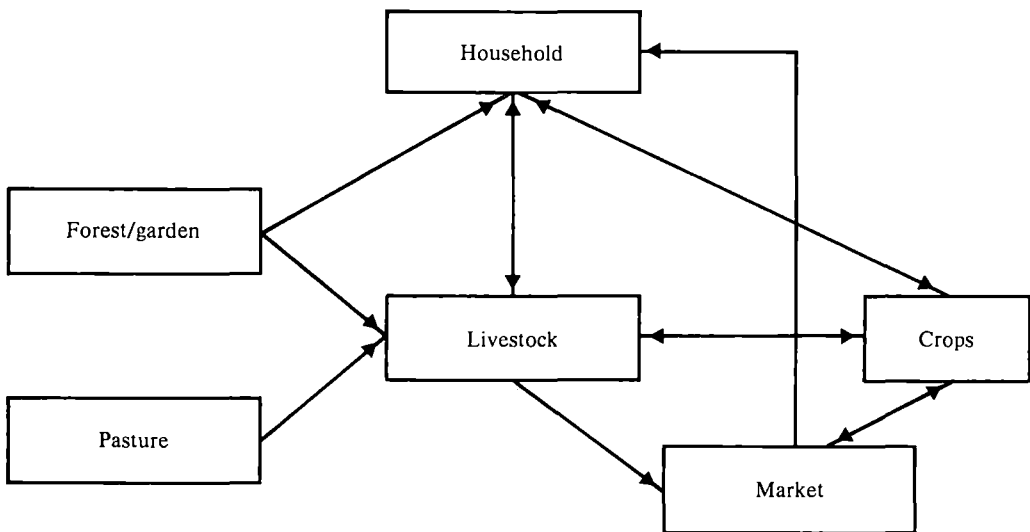 Household
Forest/garden
Livestock
Crops
Pasture
Market